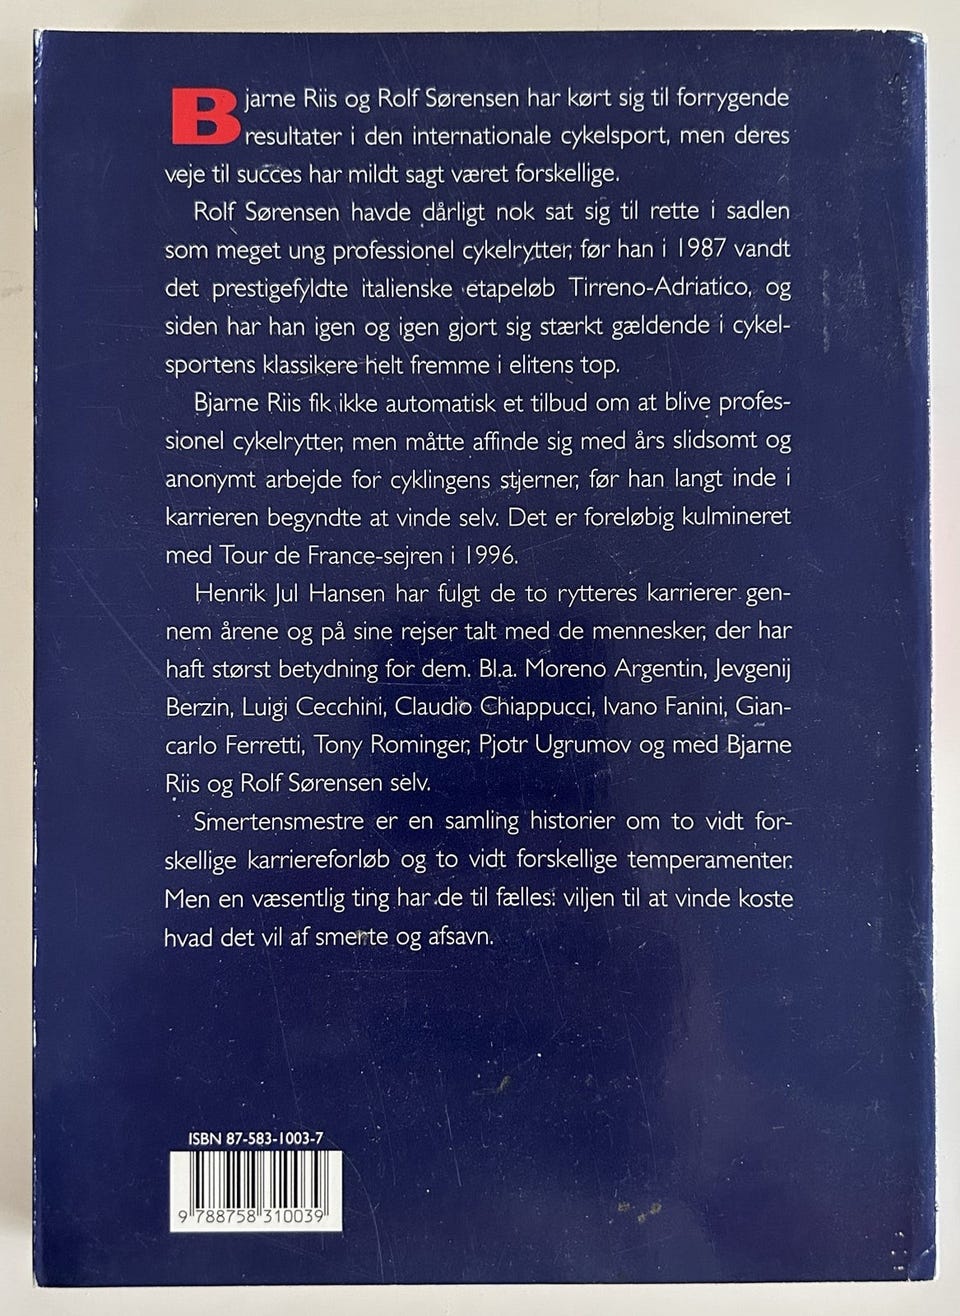 Bjarne Riis og Rolf Sørensen har kørt sig til forrygende
resultater i den internationale cykelsport, men deres
veje til succes har mildt sagt været forskellige.
Rolf Sørensen havde dårligt nok sat sig til rette i sadlen
som meget ung professionel cykelrytter, før han i 1987 vandt
det prestigefyldte italienske etapeløb Tirreno-Adriatico, og
siden har han igen og igen gjort sig stærkt gældende i cykel-
sportens klassikere helt fremme i elitens top.
Bjarne Riis fik ikke automatisk et tilbud om at blive profes-
sionel cykelrytter, men måtte affinde sig med års slidsomt og
anonymt arbejde for cyklingens stjerner, før han langt inde i
karrieren begyndte at vinde selv. Det er foreløbig kulmineret
med Tour de France-sejren i 1996.
Henrik Jul Hansen har fulgt de to rytteres karrierer gen-
nem årene og på sine rejser talt med de mennesker, der har
haft størst betydning for dem. Bl.a. Moreno Argentin, Jevgenij
Berzin, Luigi Cecchini, Claudio Chiappucci, Ivano Fanini, Gian-
carlo Ferretti, Tony Rominger, Pjotr Ugrumov og med Bjarne
Riis og Rolf Sørensen selv.
Smertensmestre er en samling historier om to vidt for-
skellige karriereforløb og to vidt forskellige temperamenter.
Men en væsentlig ting har de til fælles: viljen til at vinde koste
hvad det vil af smerte og afsavn.
ISBN 87-583-1003-7
9 788758 310039